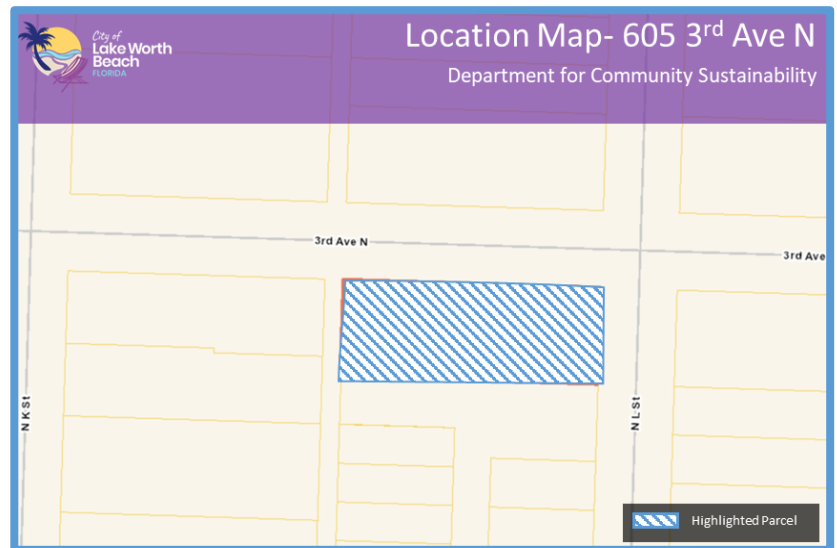 City of
Lake Worth
Beach
FLORIDA
Location Map- 605 3rd Ave N
Department for Community Sustainability
3rd Ave N
3rd Ave
N K St
N L St
Highlighted Parcel